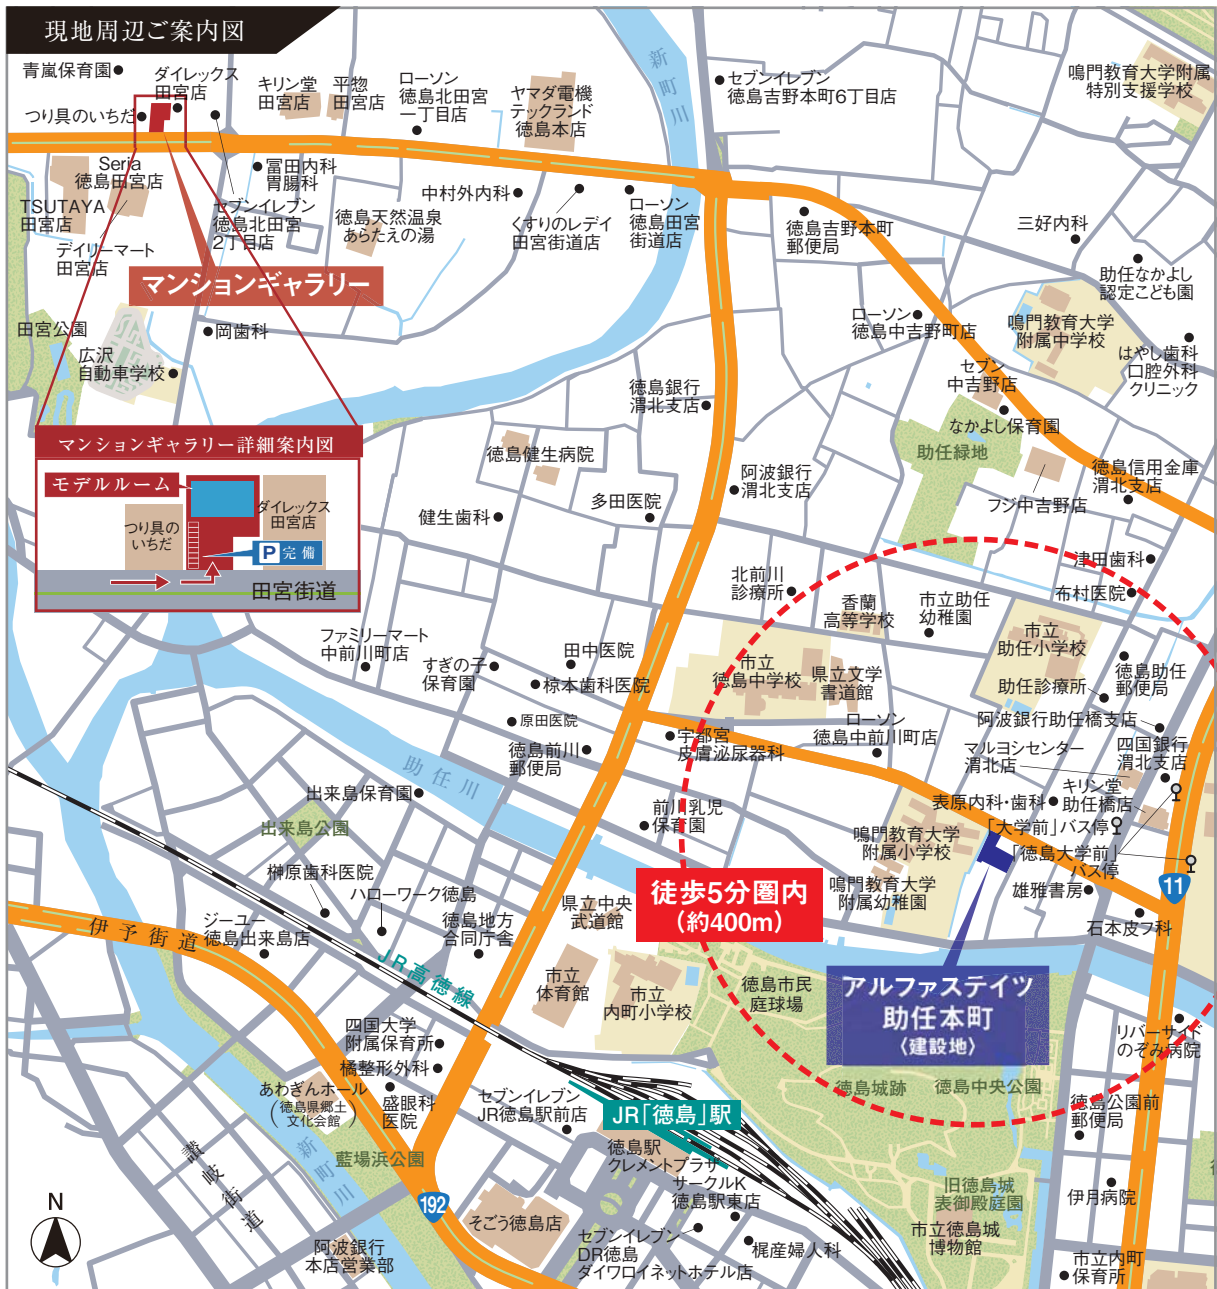 現地周辺ご案内図
青嵐保育園
ダイレックス
田宮店
つり具のいちだ
キリン堂
田宮店
平惣
田宮店
ローソン
徳島北田宮
一丁目店
ヤマダ電機
テックランド
徳島本店
新町川
セブンイレブン
徳島吉野本町6丁目店
鳴門教育大学附属
特別支援学校
Seria
徳島田宮店
TSUTAYA
田宮店
デイリーマート
田宮店
冨田内科
胃腸科
セブンイレブン
徳島北田宮
2丁目店
徳島天然温泉
あらたえの湯
中村外内科
くすりのレデイ
田宮街道店
ローソン
徳島田宮
街道店
徳島吉野本町
郵便局
三好内科
助任なかよし
認定こども園
マンションギャラリー
田宮公園
広沢
自動車学校
岡歯科
ローソン
徳島中吉野町店
鳴門教育大学
附属中学校
はやし歯科
口腔外科
クリニック
セブン
中吉野店
なかよし保育園
徳島銀行
渭北支店
助任緑地
フジ中吉野店
徳島信用金庫
渭北支店
マンションギャラリー詳細案内図
モデルルーム
つり具の
いちだ
ダイレックス
田宮店
P 完備
田宮街道
徳島健生病院
健生歯科
多田医院
阿波銀行
渭北支店
津田歯科
布村医院
北前川
診療所
香蘭
高等学校
市立助任
幼稚園
市立
助任小学校
ファミリーマート
中前川町店
すぎの子
保育園
田中医院
椋本歯科医院
市立
徳島中学校
県立文学
書道館
助任診療所
徳島助任
郵便局
原田医院
徳島前川
郵便局
宇都宮
皮膚泌尿器科
ローソン
徳島中前川町店
阿波銀行助任橋支店
マルヨシセンター
渭北店
四国銀行
渭北支店
助任川
出来島保育園
出来島公園
前川乳児
保育園
表原内科・歯科
キリン堂
助任橋店
「大学前」バス停
「徳島大学前」
バス停
鳴門教育大学
附属小学校
鳴門教育大学
附属幼稚園
雄雅書房
11
石本皮フ科
榊原歯科医院
ハローワーク徳島
ジーユー
徳島出来島店
伊予街道
徳島地方
合同庁舎
県立中央
武道館
徒歩5分圏内
(約400m)
JR高徳線
市立
体育館
市立
内町小学校
徳島市民
庭球場
アルファステイツ
助任本町
〈建設地〉
リバーサイド
のぞみ病院
四国大学
附属保育所
橘整形外科
あわぎんホール
(徳島県郷土
文化会館)
盛眼科
医院
セブンイレブン
JR徳島駅前店
JR「徳島」駅
徳島城跡
徳島中央公園
徳島公園前
郵便局
讃岐街道
新町川
藍場浜公園
徳島駅
クレメントプラザ
サークルK
徳島駅東店
192
そごう徳島店
旧徳島城
表御殿庭園
伊月病院
N
阿波銀行
本店営業部
セブンイレブン
DR徳島
ダイワロイネットホテル店
梶産婦人科
市立徳島城
博物館
市立内町
保育所